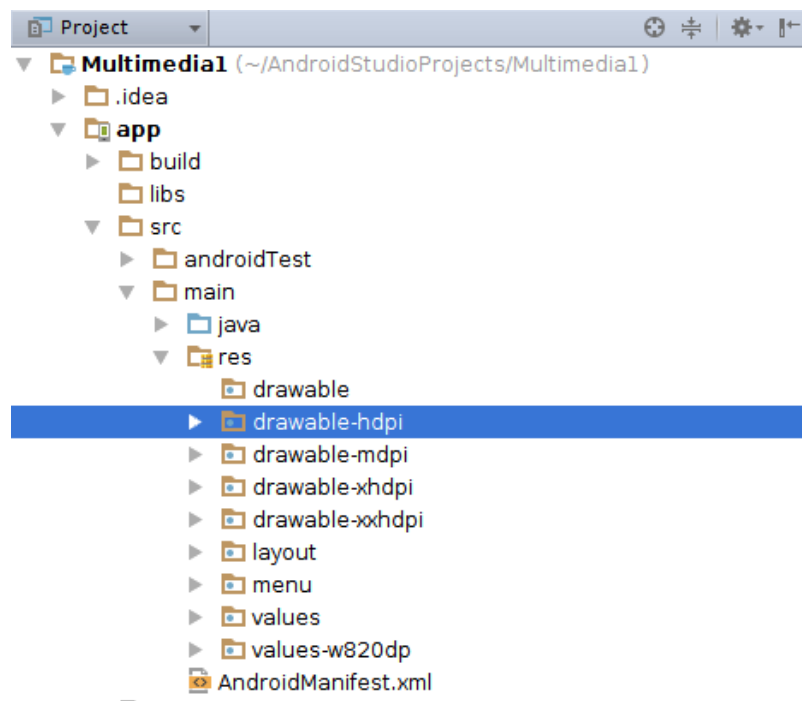 Project
Multimedia1 (~/AndroidStudioProjects/Multimedia1)
.idea
app
build
libs
src
androidTest
main
java
res
drawable
drawable-hdpi
drawable-mdpi
drawable-xhdpi
drawable-xxhdpi
layout
menu
values
values-w820dp
AndroidManifest.xml